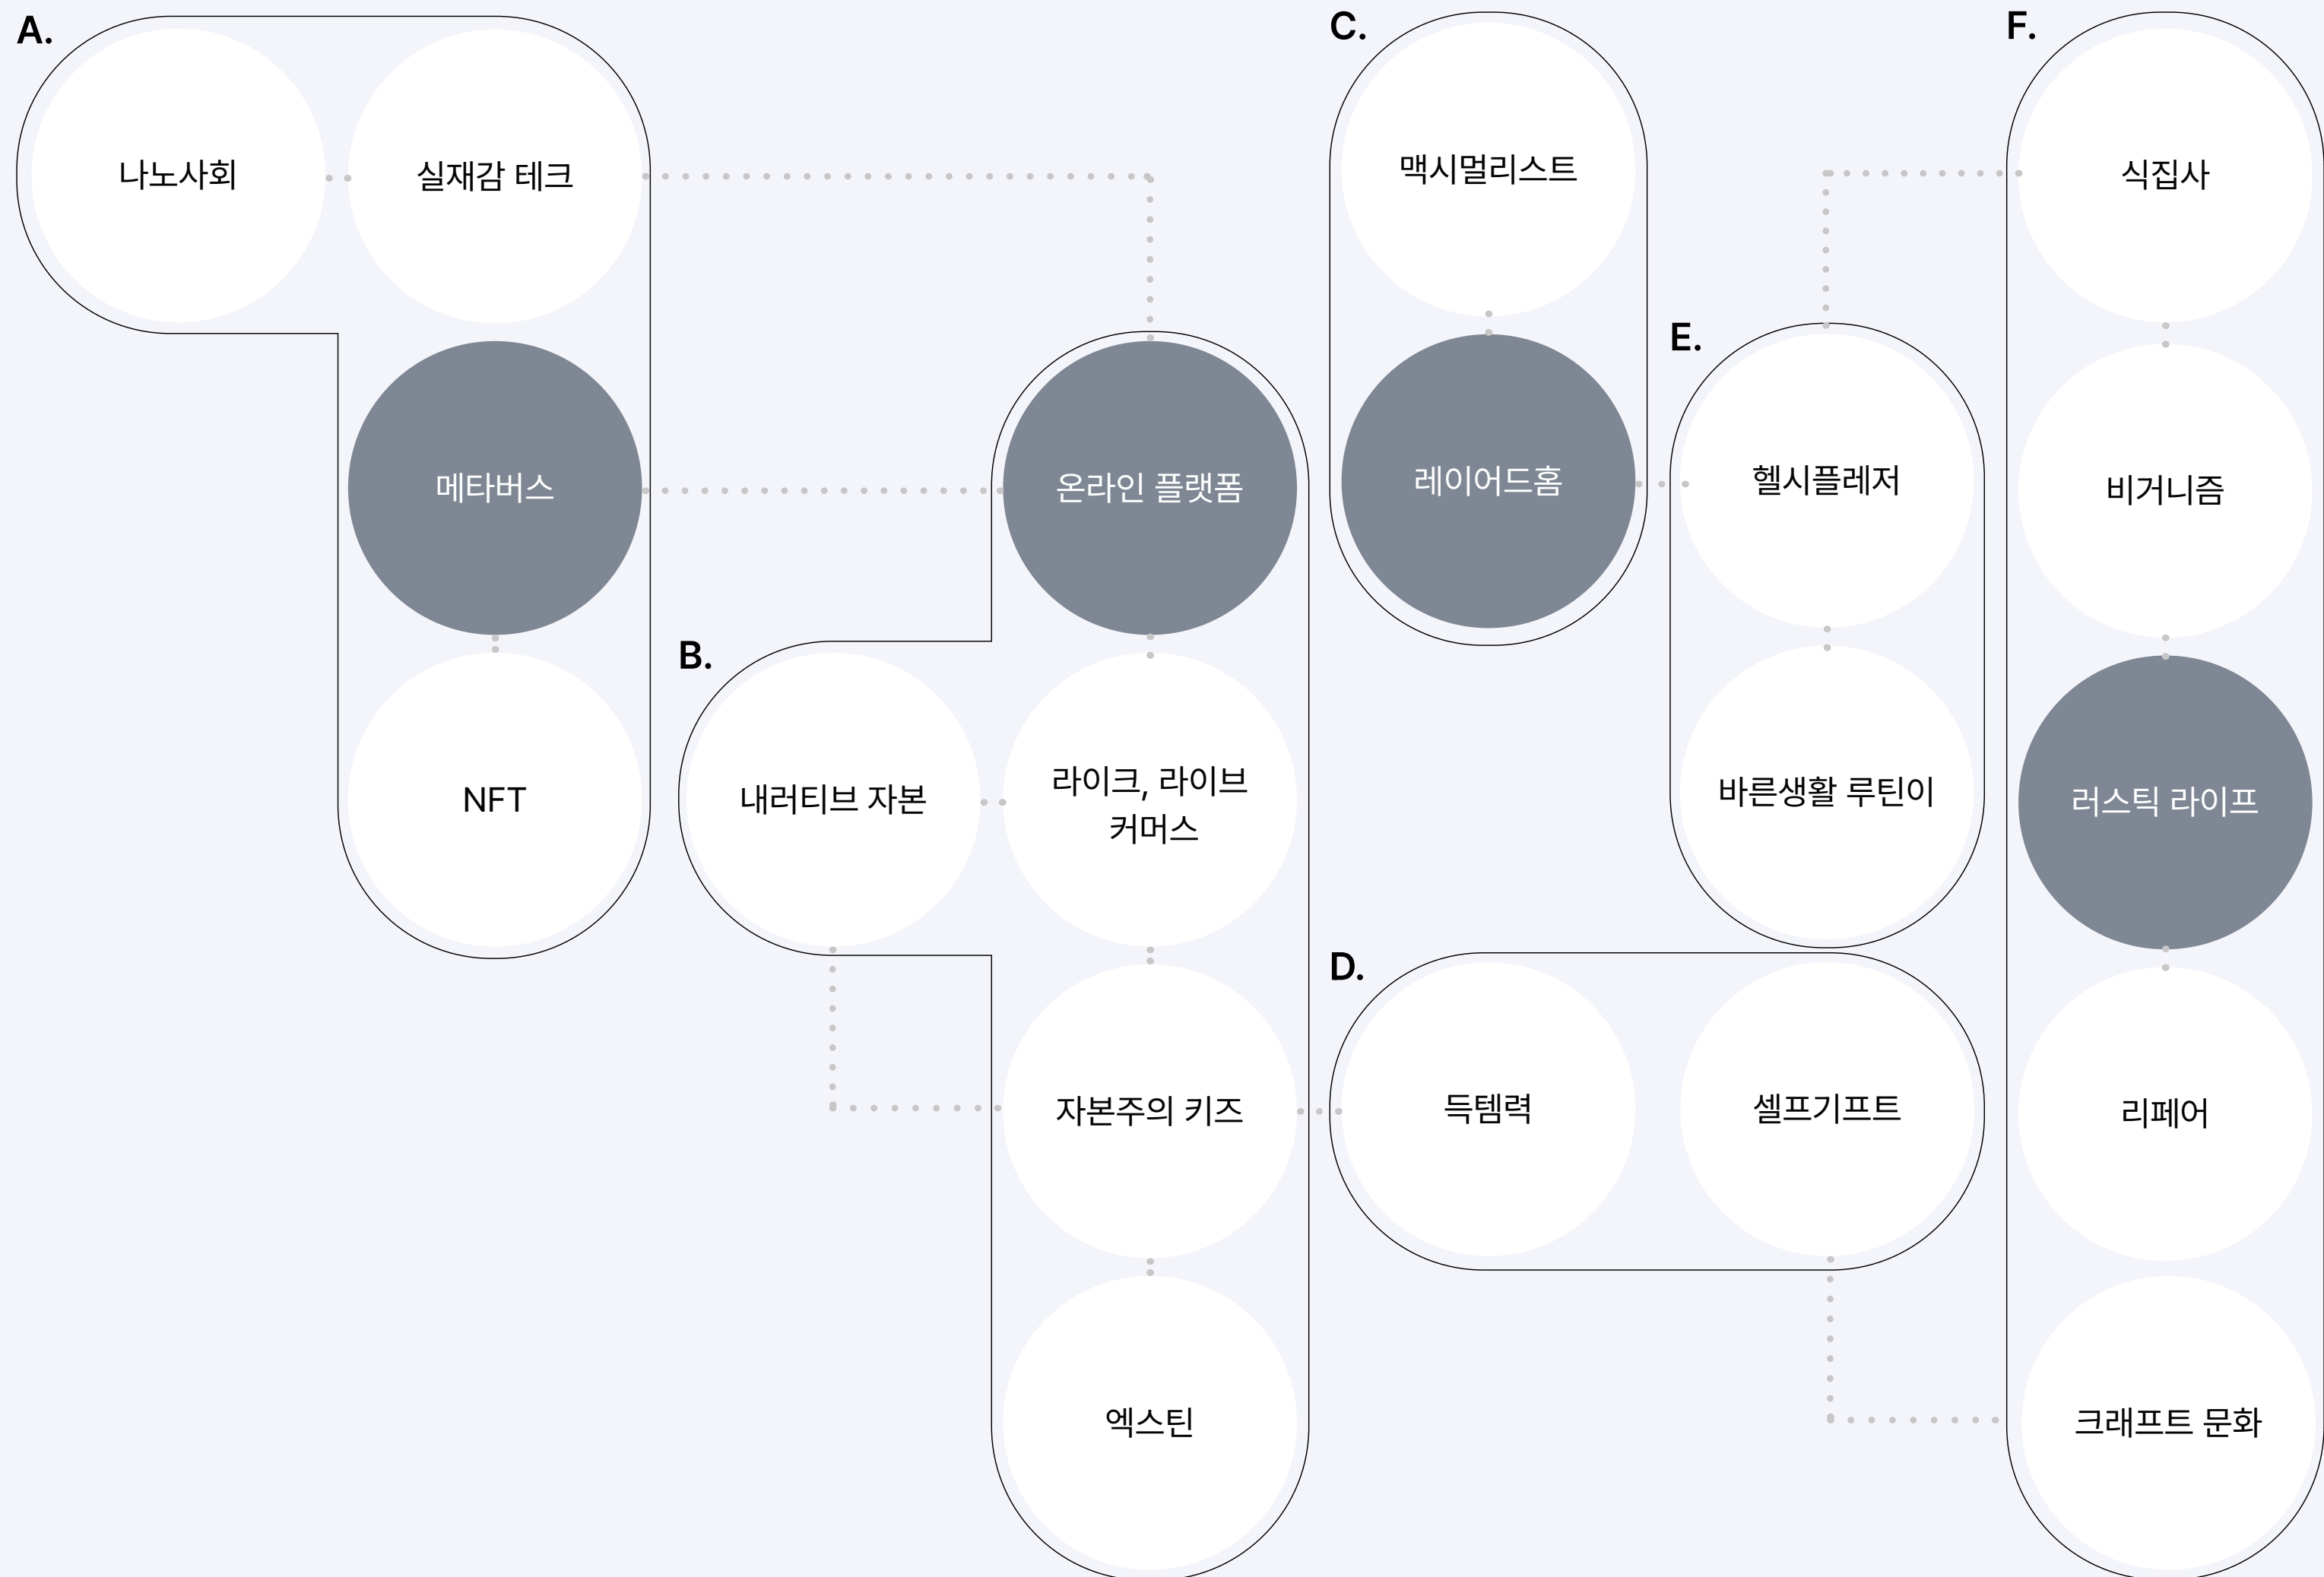 A.
나노사회
실재감 테크
메타버스
NFT
B.
온라인 플랫폼
내러티브 자본
라이크, 라이브
커머스
자본주의 키즈
엑스틴
C.
맥시멀리스트
레이어드홈
D.
득템력
셀프기프트
E.
헬시플레저
바른생활 루틴이
F.
식집사
비거니즘
러스틱 라이프
리페어
크래프트 문화